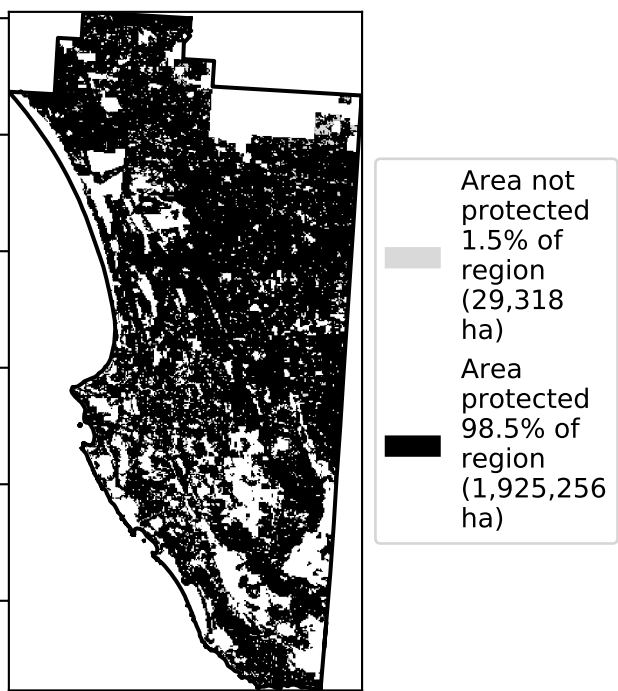 Area not
protected
1.5% of
region
(29,318
ha)
Area
protected
98.5% of
region
(1,925,256
ha)